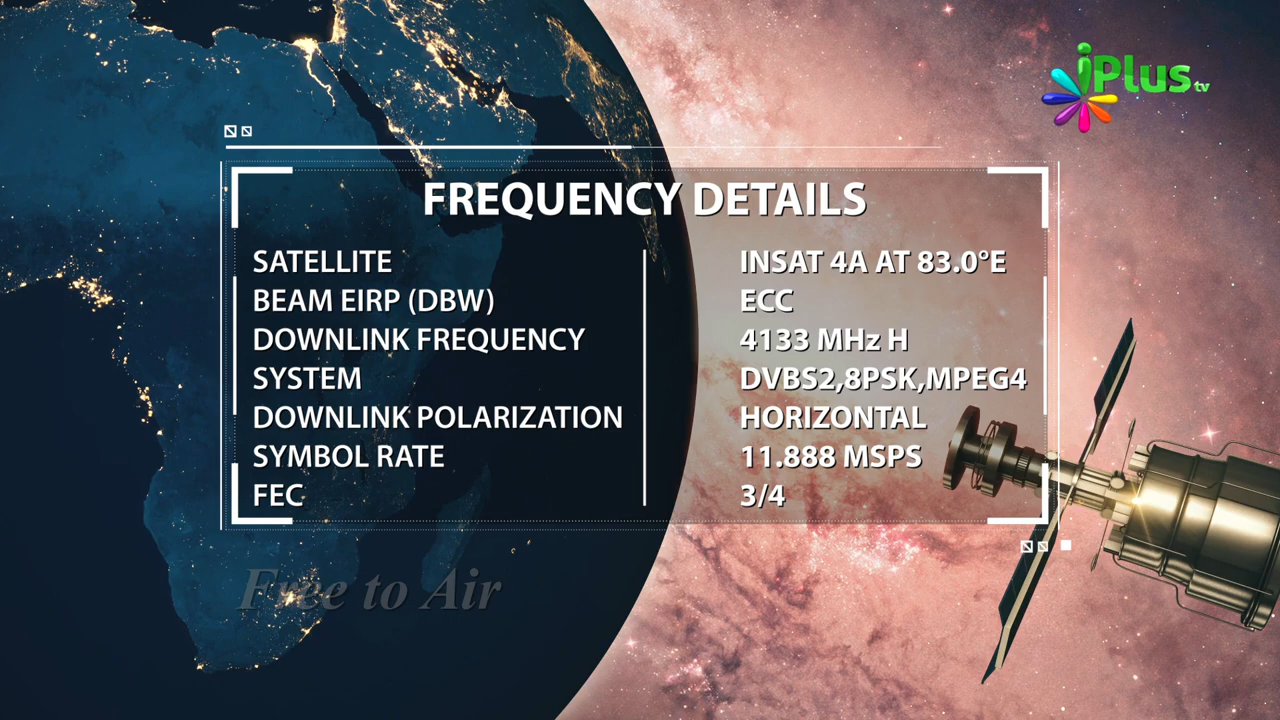 iPlus tv
FREQUENCY DETAILS
SATELLITE INSAT 4A AT 83.0°E
BEAM EIRP (DBW) ECC
DOWNLINK FREQUENCY 4133 MHz H
SYSTEM DVBS2,8PSK,MPEG4
DOWNLINK POLARIZATION HORIZONTAL
SYMBOL RATE 11.888 MSPS
FEC 3/4
Free to Air